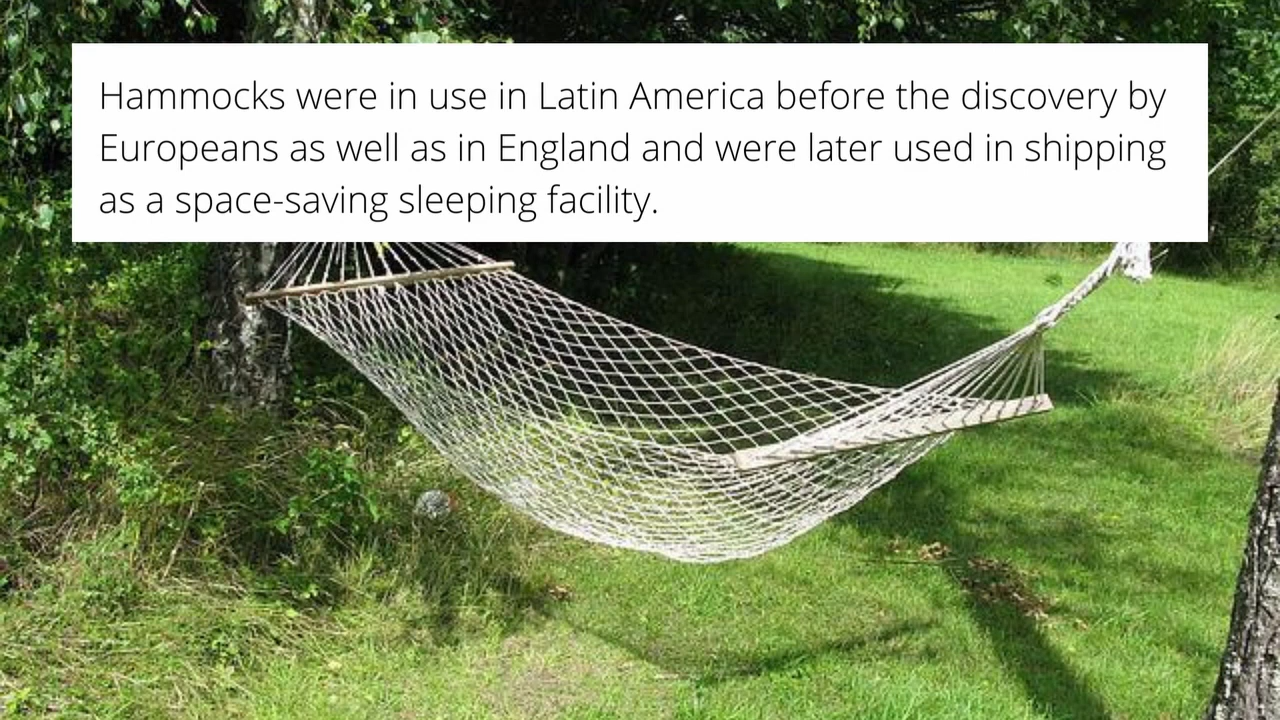 Hammocks were in use in Latin America before the discovery by
Europeans as well as in England and were later used in shipping
as a space-saving sleeping facility.